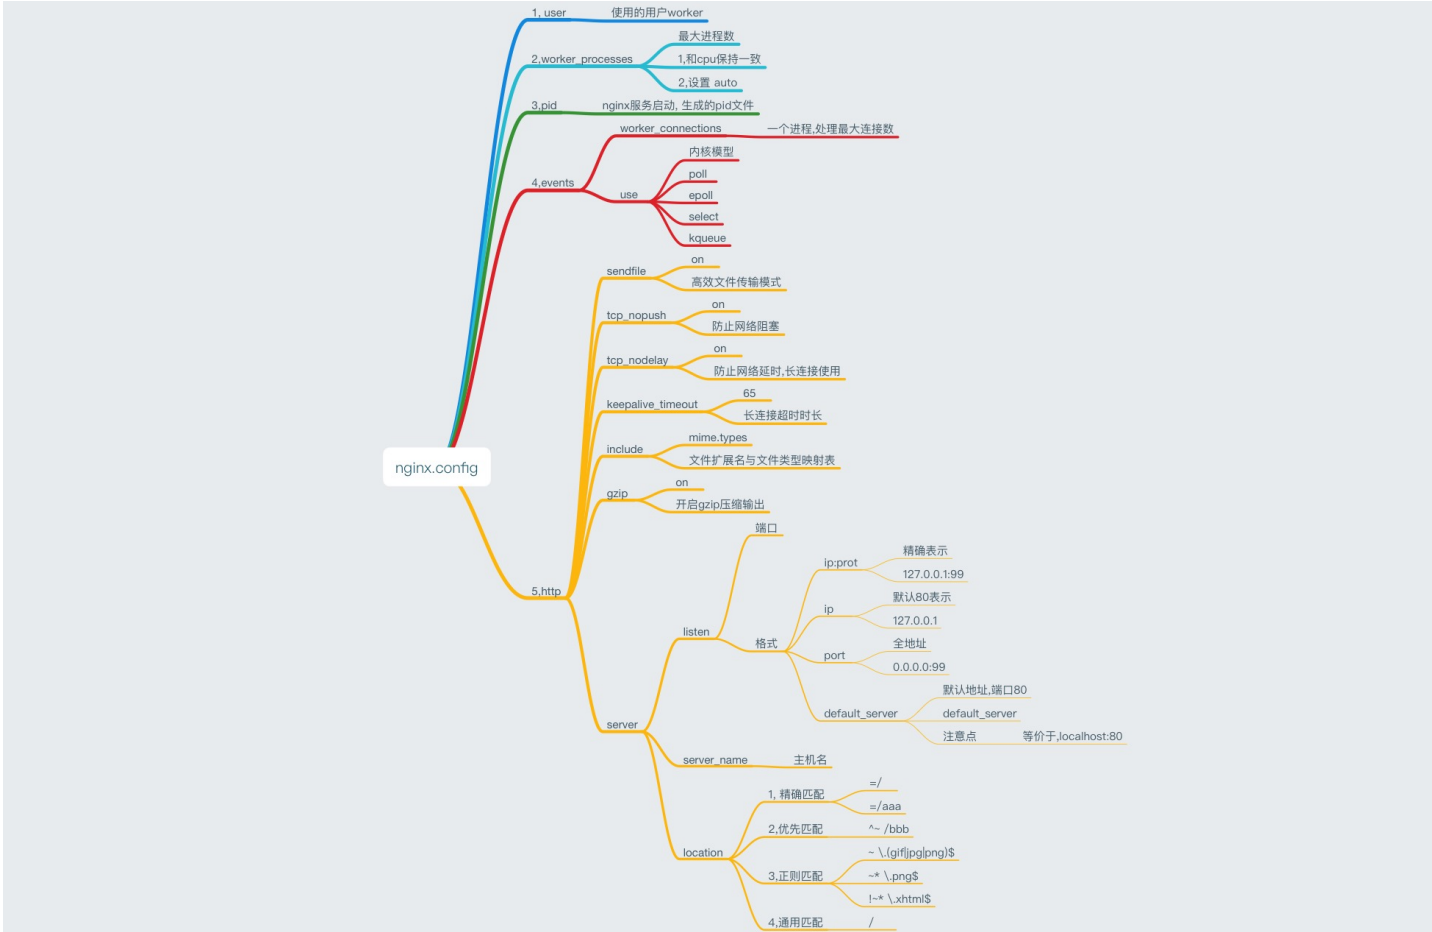 nginx.config
1, user
使用的用户worker
2,worker_processes
最大进程数
1,和cpu保持一致
2,设置 auto
3,pid
nginx服务启动, 生成的pid文件
4,events
worker_connections
一个进程,处理最大连接数
use
内核模型
poll
epoll
select
kqueue
5,http
sendfile
on
高效文件传输模式
tcp_nopush
on
防止网络阻塞
tcp_nodelay
on
防止网络延时,长连接使用
keepalive_timeout
65
长连接超时时长
include
mime.types
文件扩展名与文件类型映射表
gzip
on
开启gzip压缩输出
server
listen
端口
格式
ip:prot
精确表示
127.0.0.1:99
ip
默认80表示
127.0.0.1
port
全地址
0.0.0.0:99
default_server
默认地址,端口80
default_server
注意点
等价于,localhost:80
server_name
主机名
location
1, 精确匹配
=/
=/aaa
2,优先匹配
^~ /bbb
3,正则匹配
~ \.(gif|jpg|png)$
~* \.png$
!~* \.xhtml$
4,通用匹配
/